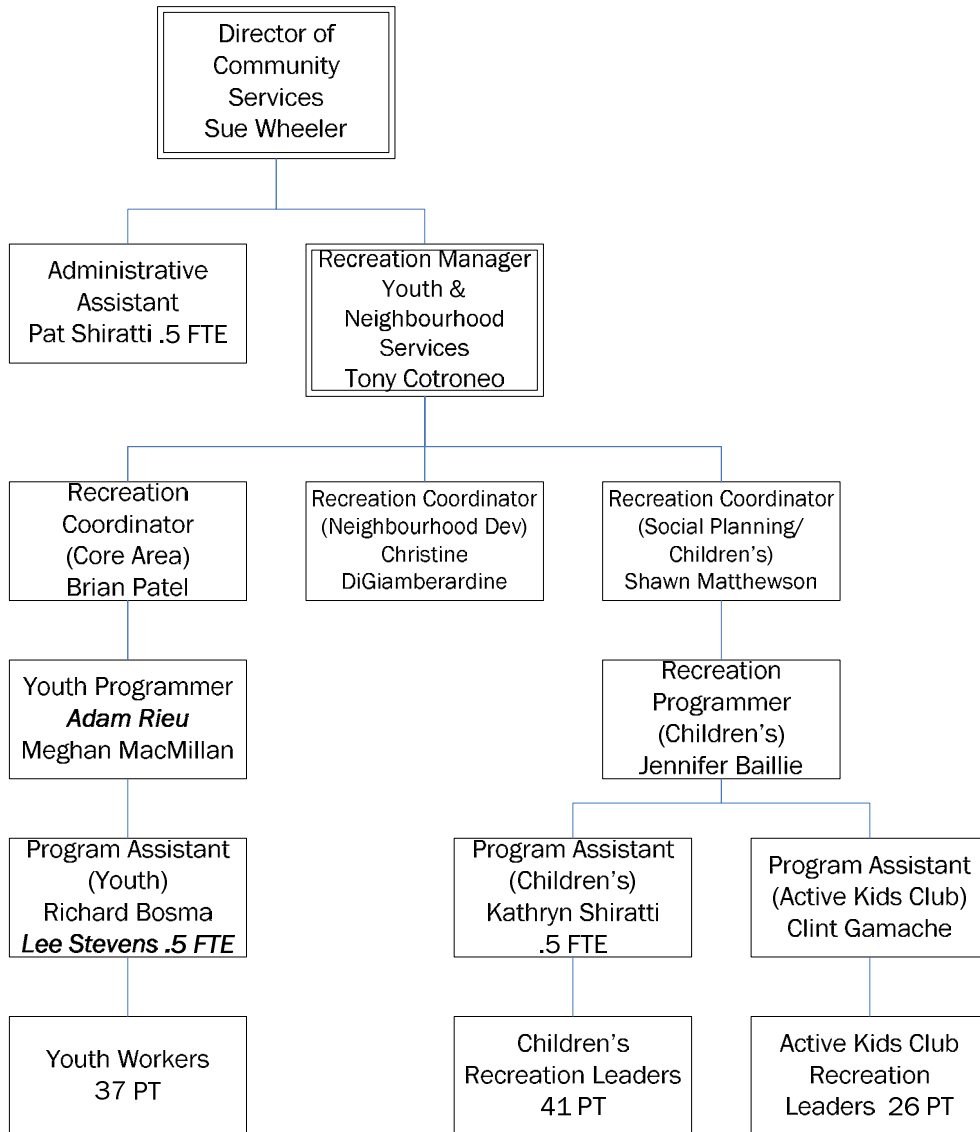 Director of
Community
Services
Sue Wheeler
Administrative
Assistant
Pat Shiratti .5 FTE
Recreation Manager
Youth &
Neighbourhood
Services
Tony Cotroneo
Recreation
Coordinator
(Core Area)
Brian Patel
Recreation Coordinator
(Neighbourhood Dev)
Christine
DiGiamberardine
Recreation Coordinator
(Social Planning/
Children's)
Shawn Matthewson
Youth Programmer
Adam Rieu
Meghan MacMillan
Recreation
Programmer
(Children's)
Jennifer Baillie
Program Assistant
(Youth)
Richard Bosma
Lee Stevens .5 FTE
Program Assistant
(Children's)
Kathryn Shiratti
.5 FTE
Program Assistant
(Active Kids Club)
Clint Gamache
Youth Workers
37 PT
Children's
Recreation Leaders
41 PT
Active Kids Club
Recreation
Leaders 26 PT